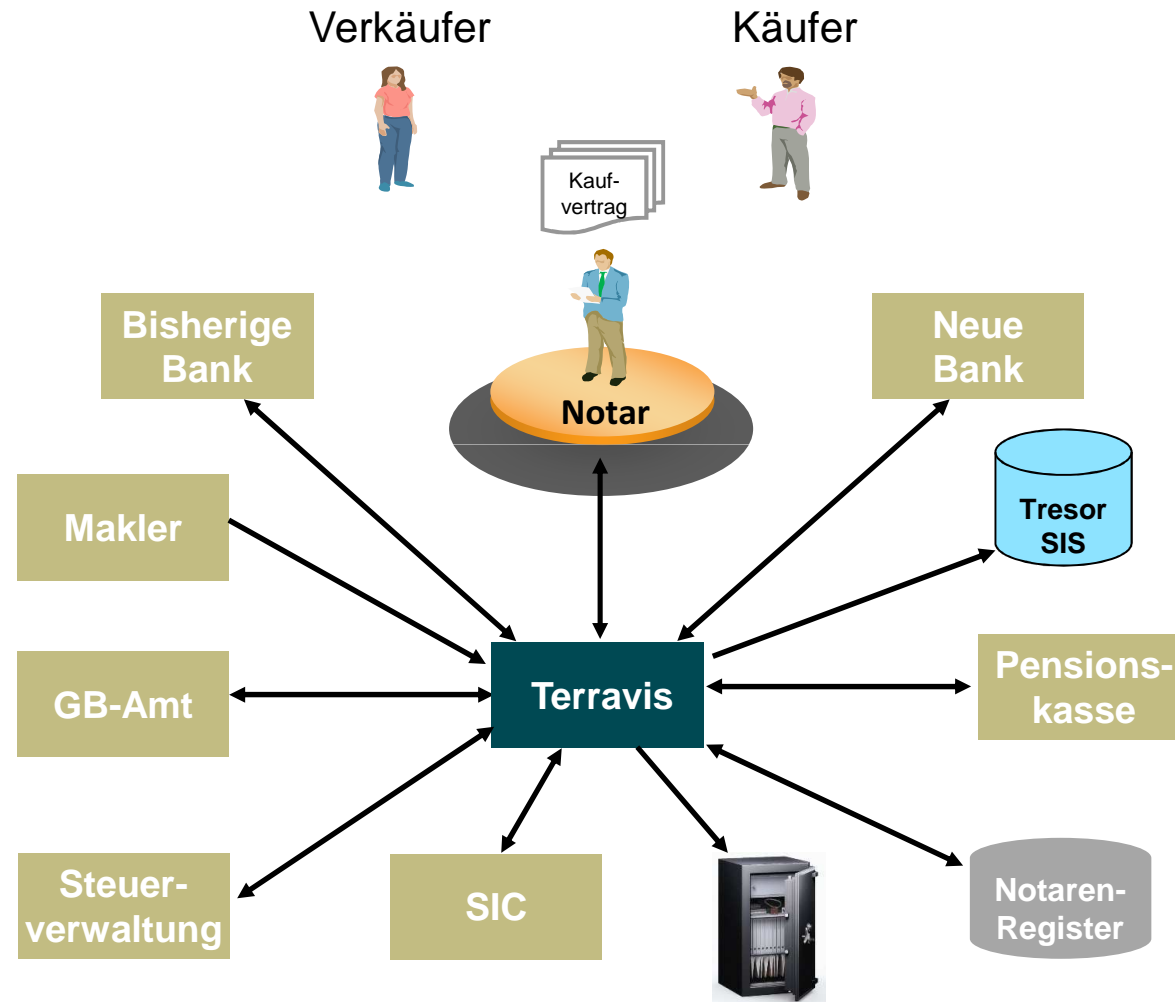 Verkäufer
Käufer
Kauf-
vertrag
Bisherige
Bank
Neue
Bank
Notar
Makler
Tresor
SIS
GB-Amt
Terravis
Pensions-
kasse
Steuer-
verwaltung
SIC
Notaren-
Register